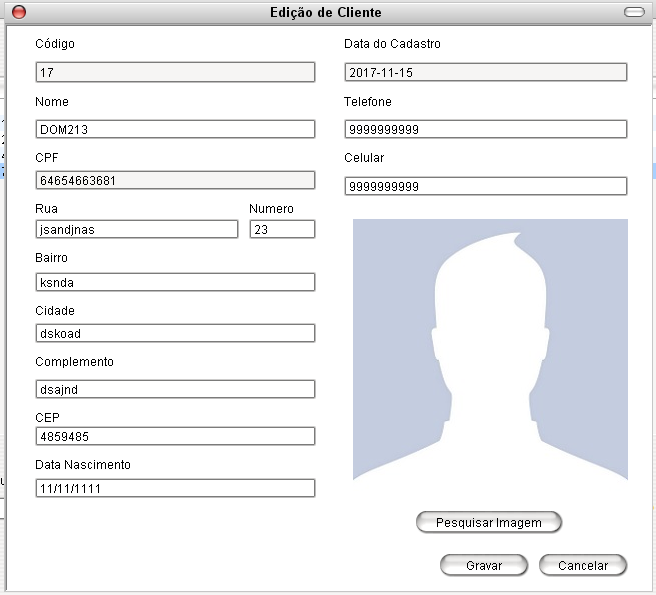 Edição de Cliente
Código
17
Nome
DOM213
CPF
64654663681
Rua
Numero
jsandjnas
23
Bairro
ksnda
Cidade
dskoad
Complemento
dsajnd
CEP
4859485
Data Nascimento
11/11/1111
Data do Cadastro
2017-11-15
Telefone
9999999999
Celular
9999999999
Pesquisar Imagem
Gravar
Cancelar